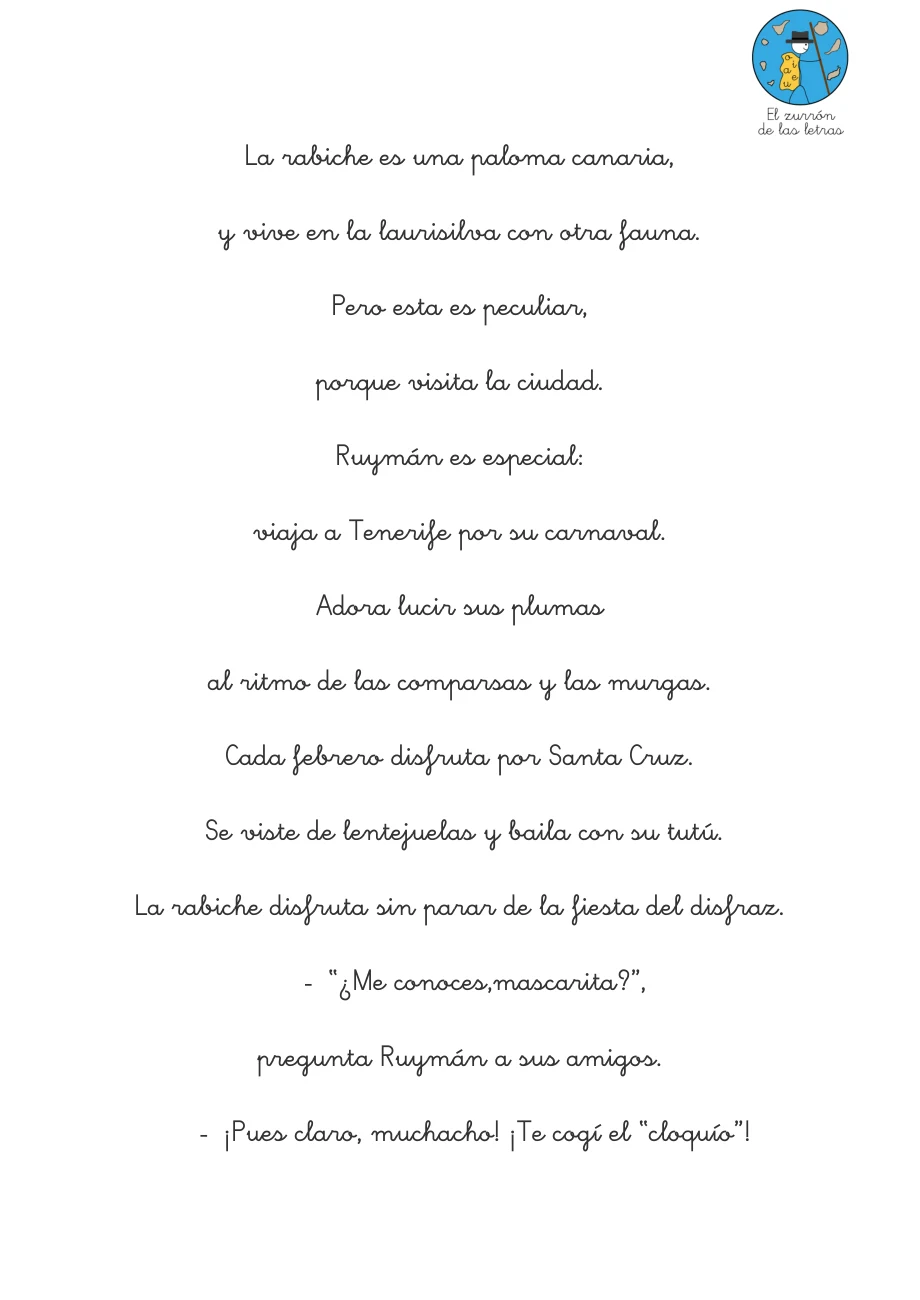 El zurrón
de las letras
La rabiche es una paloma canaria,
y vive en la laurisilva con otra fauna.
Pero esta es peculiar,
porque visita la ciudad.
Ruymán es especial:
viaja a Tenerife por su carnaval.
Adora lucir sus plumas
al ritmo de las comparsas y las murgas.
Cada febrero disfruta por Santa Cruz.
Se viste de lentejuelas y baila con su tutú.
La rabiche disfruta sin parar de la fiesta del disfraz.
- “¿Me conoces,mascarita?”,
pregunta Ruymán a sus amigos.
- ¡Pues claro, muchacho! ¡Te cogí el “cloquío”!